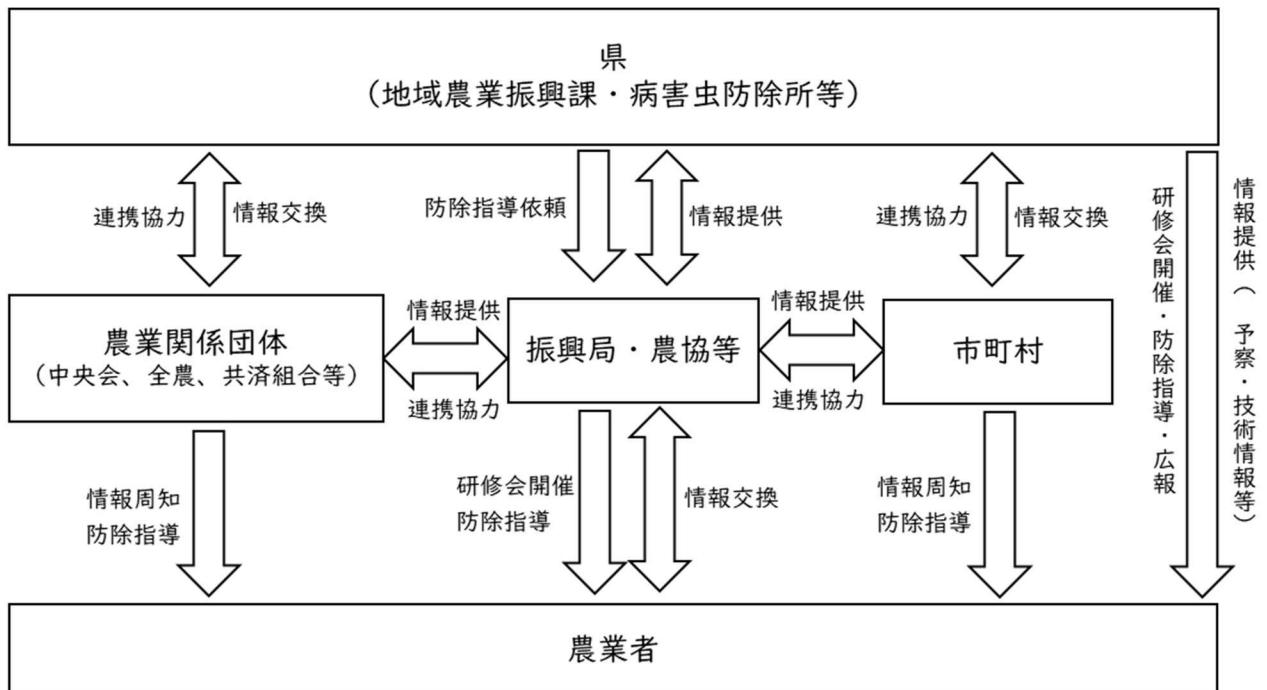 県
（地域農業振興課・病害虫防除所等）
連携協力
情報交換
防除指導依頼
情報提供
連携協力
情報交換
研修会開催・防除指導・広報
情報提供（ 予察・技術情報等）
農業関係団体
（中央会、全農、共済組合等）
情報提供
連携協力
振興局・農協等
情報提供
連携協力
市町村
情報周知
防除指導
研修会開催
防除指導
情報交換
情報周知
防除指導
農業者